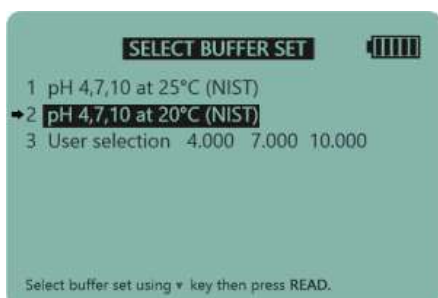 SELECT BUFFER SET
1 pH 4,7,10 at 25°C (NIST)
➡2 pH 4,7,10 at 20°C (NIST)
3 User selection 4.000 7.000 10.000
Select buffer set using ▼ key then press READ.